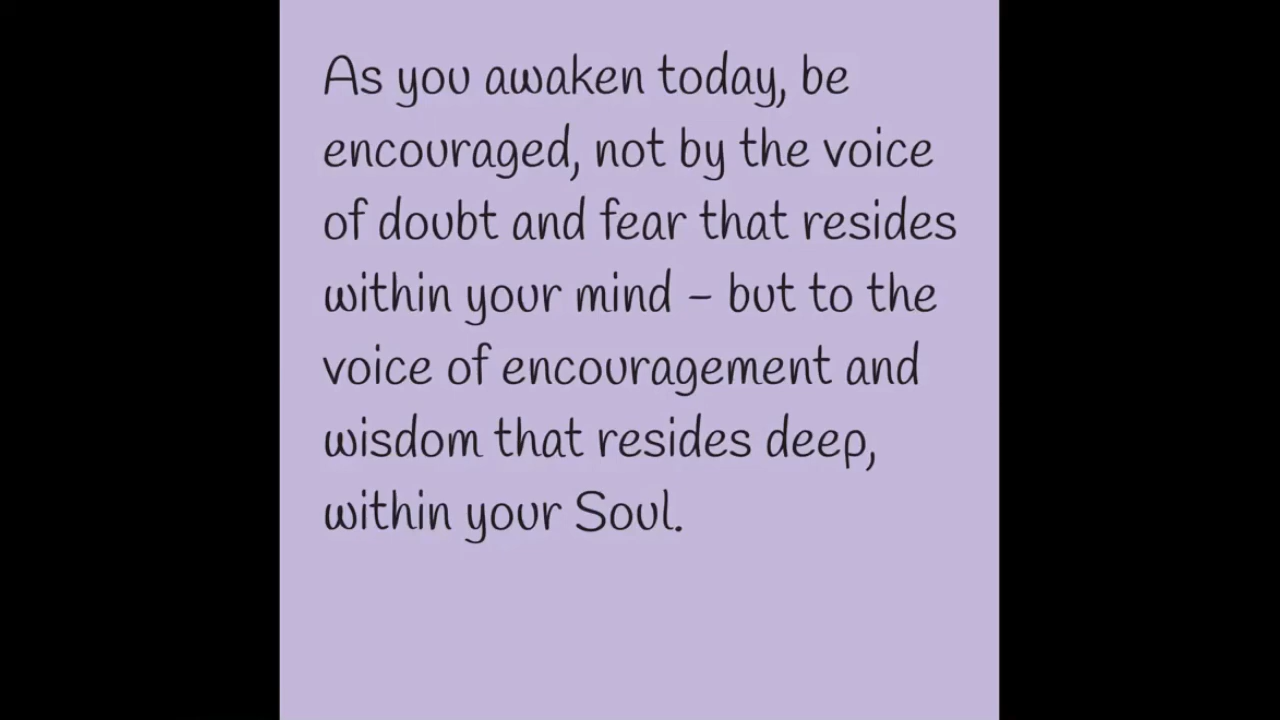 As you awaken today, be
encouraged, not by the voice
of doubt and fear that resides
within your mind – but to the
voice of encouragement and
wisdom that resides deep,
within your Soul.